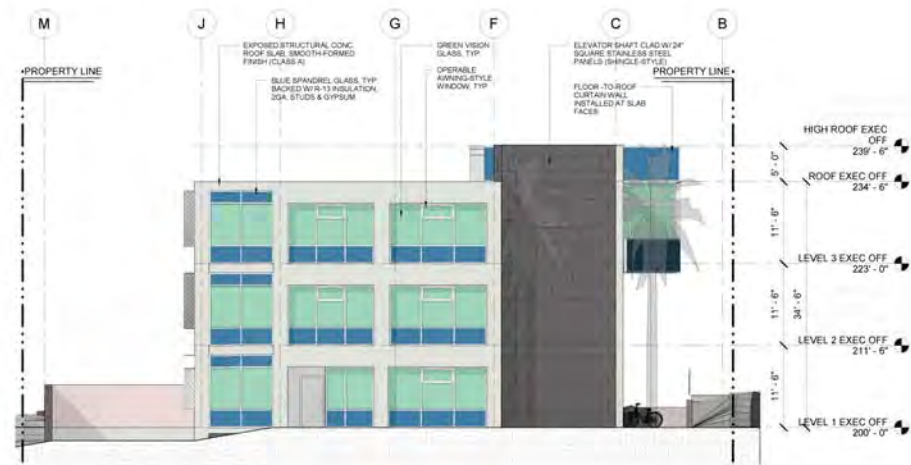 M
J
H
G
F
C
B
PROPERTY LINE
EXPOSED STRUCTURAL CONC.
ROOF SLAB, SMOOTH-FORMED
FINISH (CLASS A)
BLUE SPANDREL GLASS, TYP
BACKED W/ R-13 INSULATION,
2GA. STUDS & GYPSUM
GREEN VISION
GLASS, TYP
OPERABLE
AWNING-STYLE
WINDOW, TYP
ELEVATOR SHAFT CLAD W/ 24"
SQUARE STAINLESS STEEL
PANELS (SHINGLE-STYLE)
FLOOR -TO-ROOF
CURTAIN WALL
INSTALLED AT SLAB
FACES
PROPERTY LINE
HIGH ROOF EXEC
OFF
239' - 6"
5' - 0"
ROOF EXEC OFF
234' - 6"
11' - 6"
LEVEL 3 EXEC OFF
223' - 0"
11' - 6"
34' - 6"
LEVEL 2 EXEC OFF
211' - 6"
11' - 6"
LEVEL 1 EXEC OFF
200' - 0"